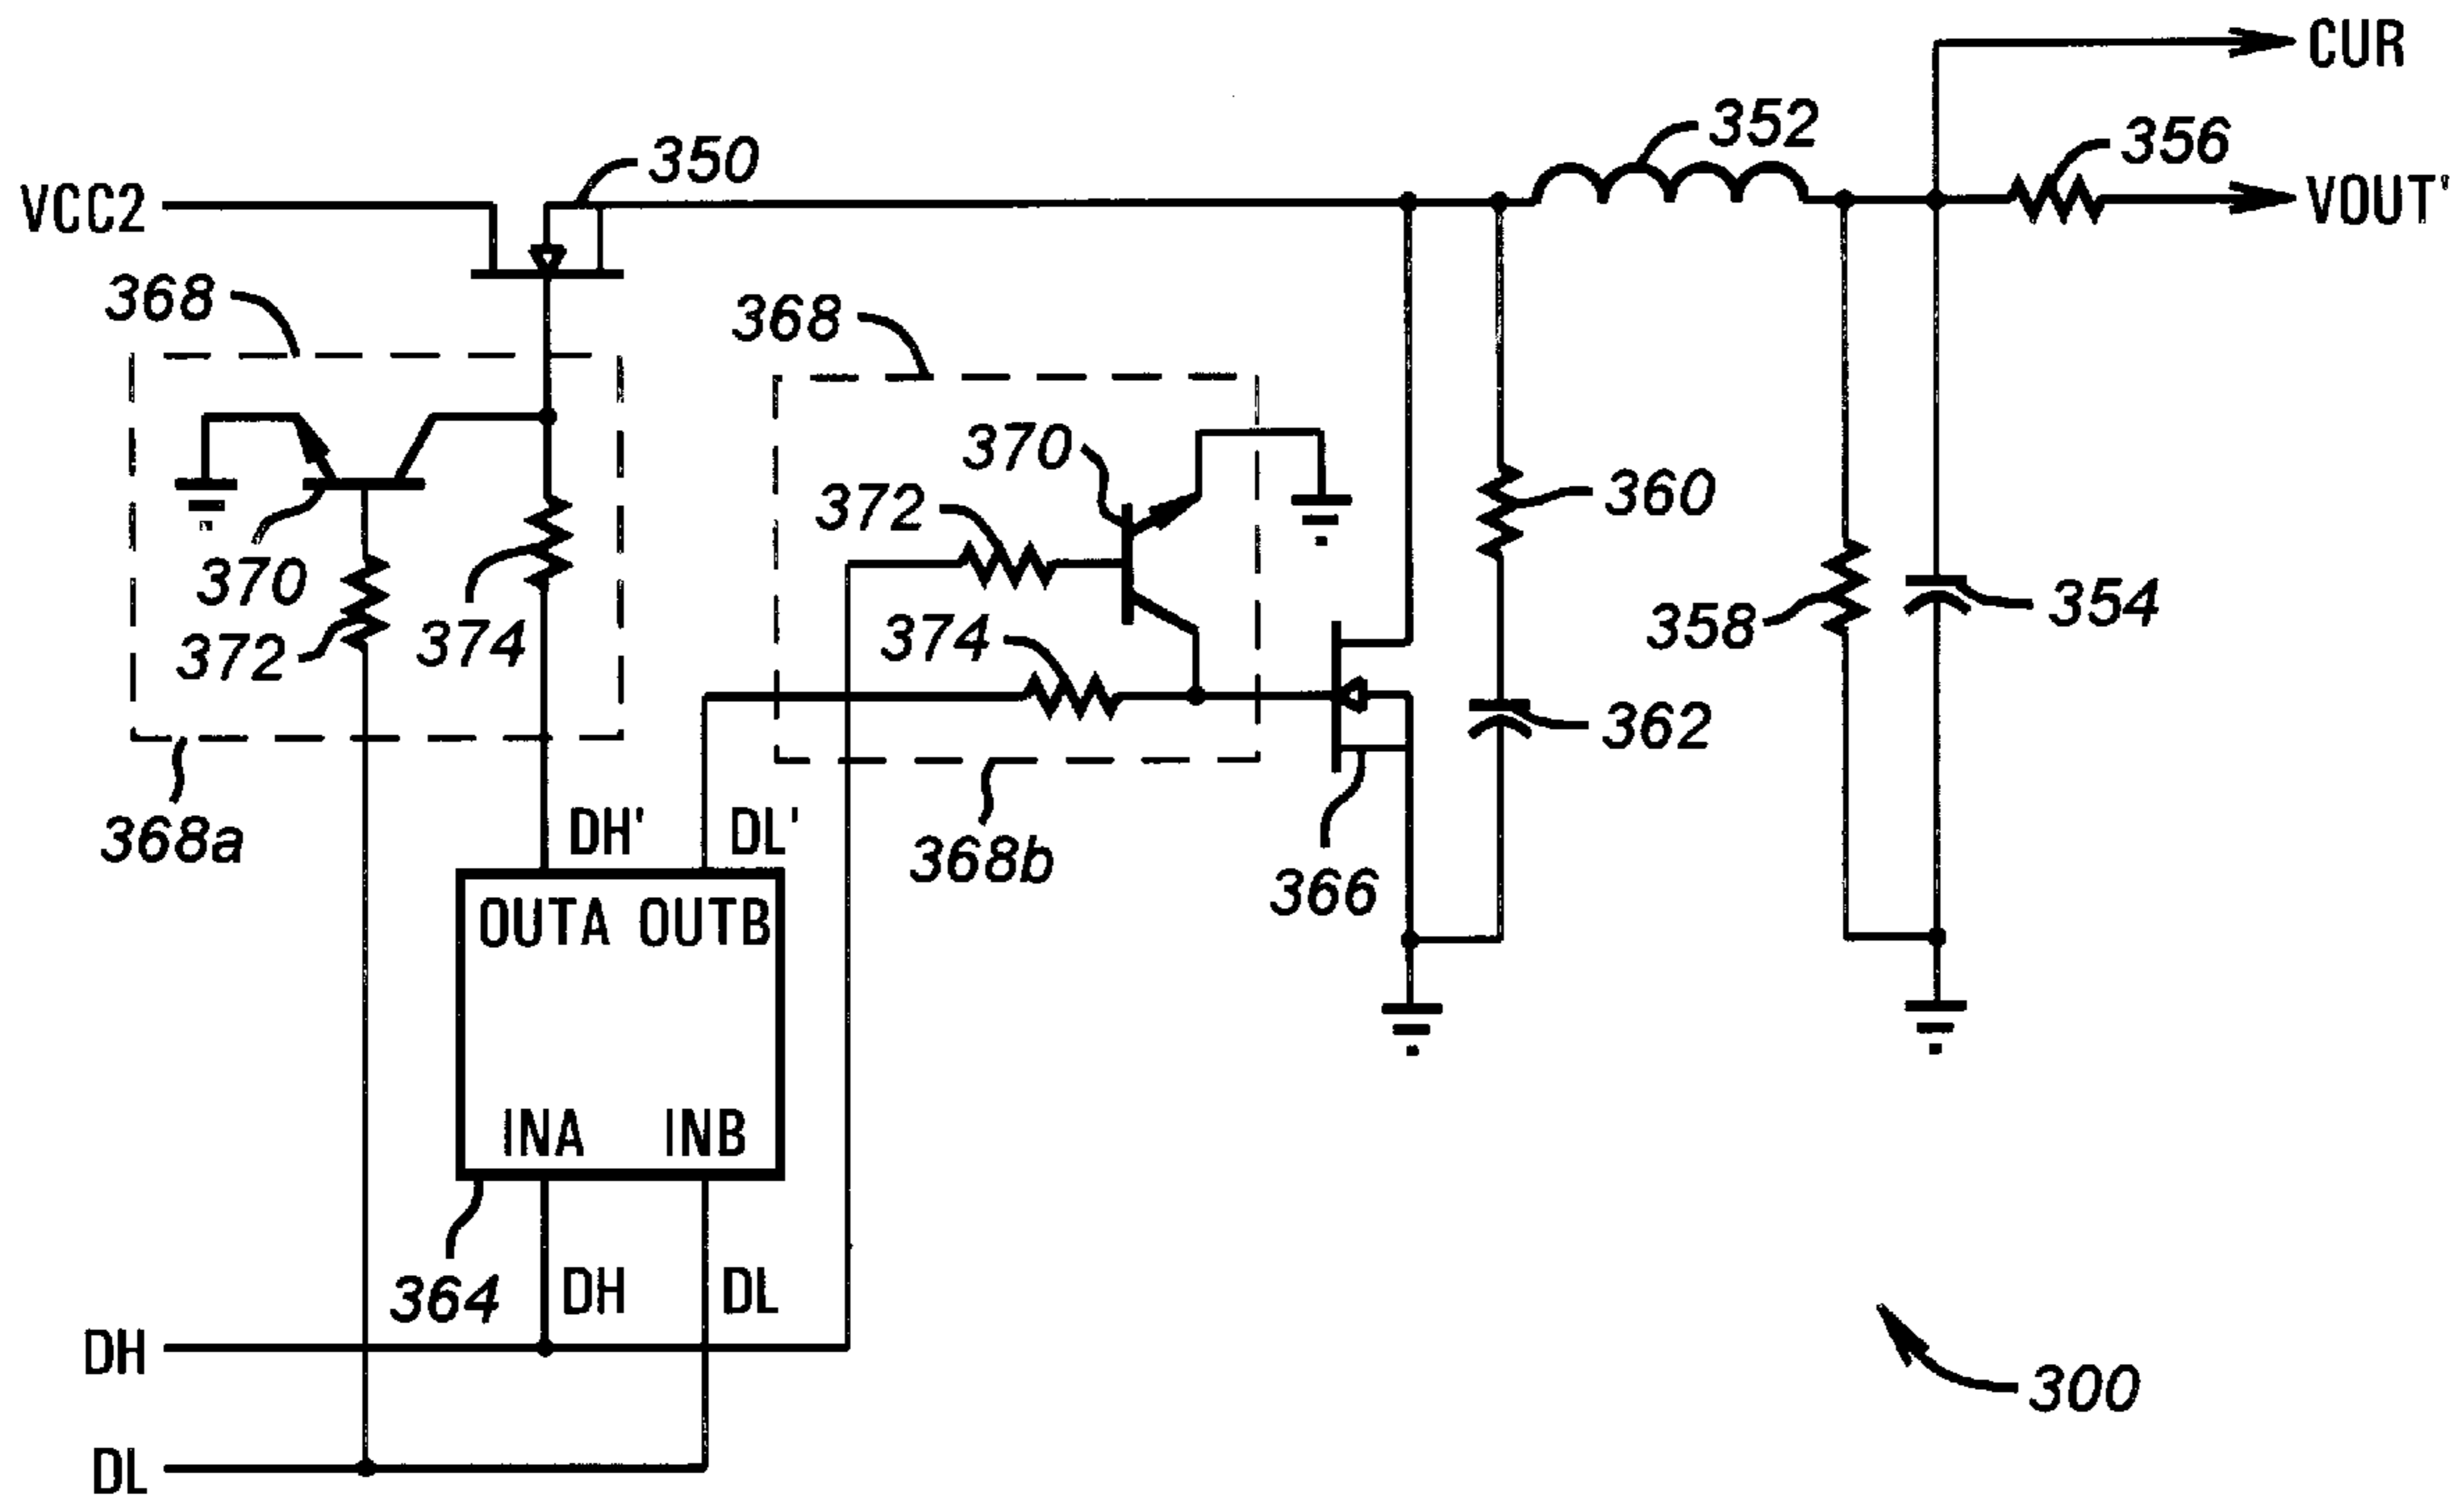 CUR
352
356
350
VCC2
VOUT'
368
368
370
360
372
370
354
358
374
372
374
362
DH'
DL'
368a
368b
366
OUTA OUTB
INA INB
364
DH
DL
DH
300
DL